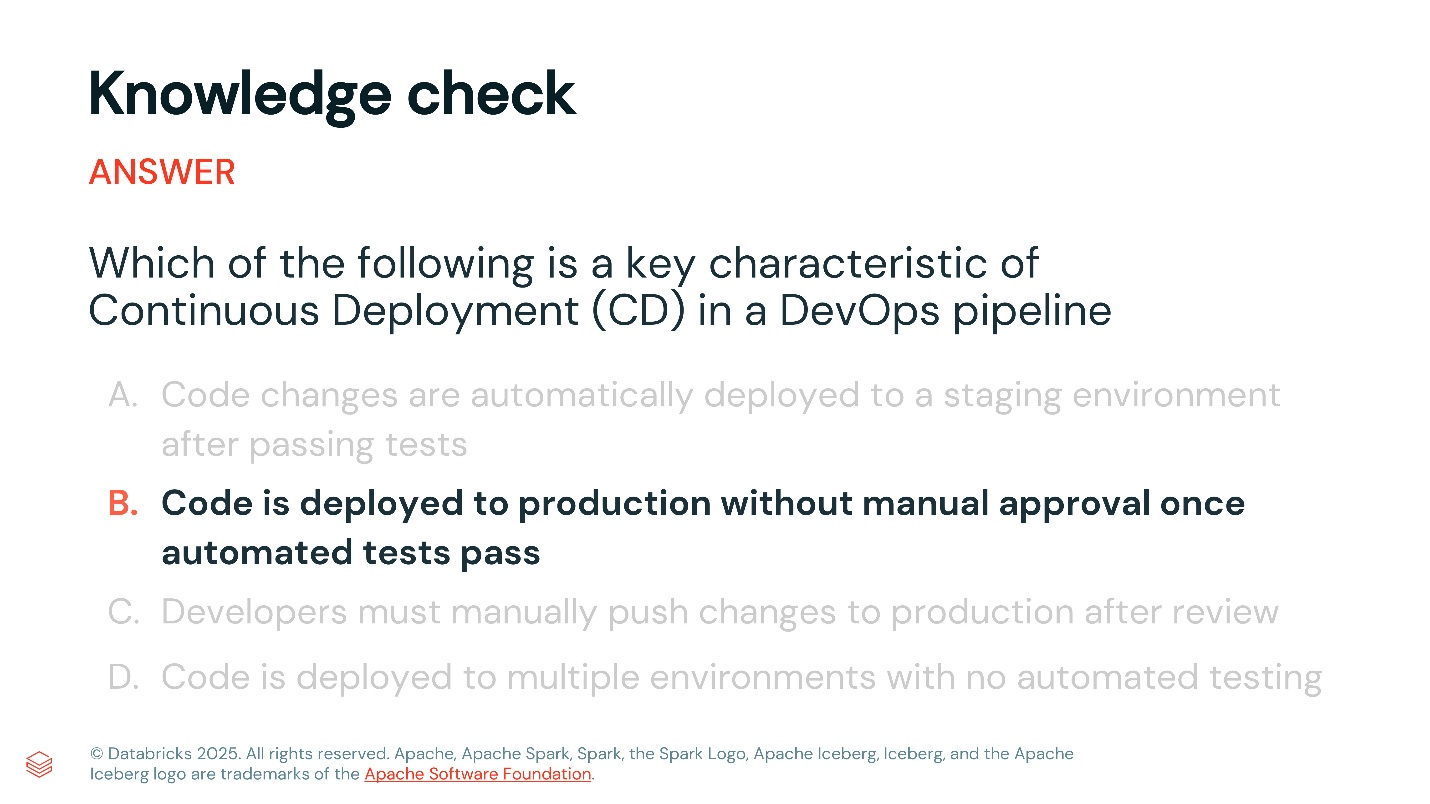 Knowledge check
ANSWER
Which of the following is a key characteristic of
Continuous Deployment (CD) in a DevOps pipeline
A. Code changes are automatically deployed to a staging environment
after passing tests
B. Code is deployed to production without manual approval once
automated tests pass
C. Developers must manually push changes to production after review
D. Code is deployed to multiple environments with no automated testing
© Databricks 2025. All rights reserved. Apache, Apache Spark, Spark, the Spark Logo, Apache Iceberg, Iceberg, and the Apache
Iceberg logo are trademarks of the Apache Software Foundation.